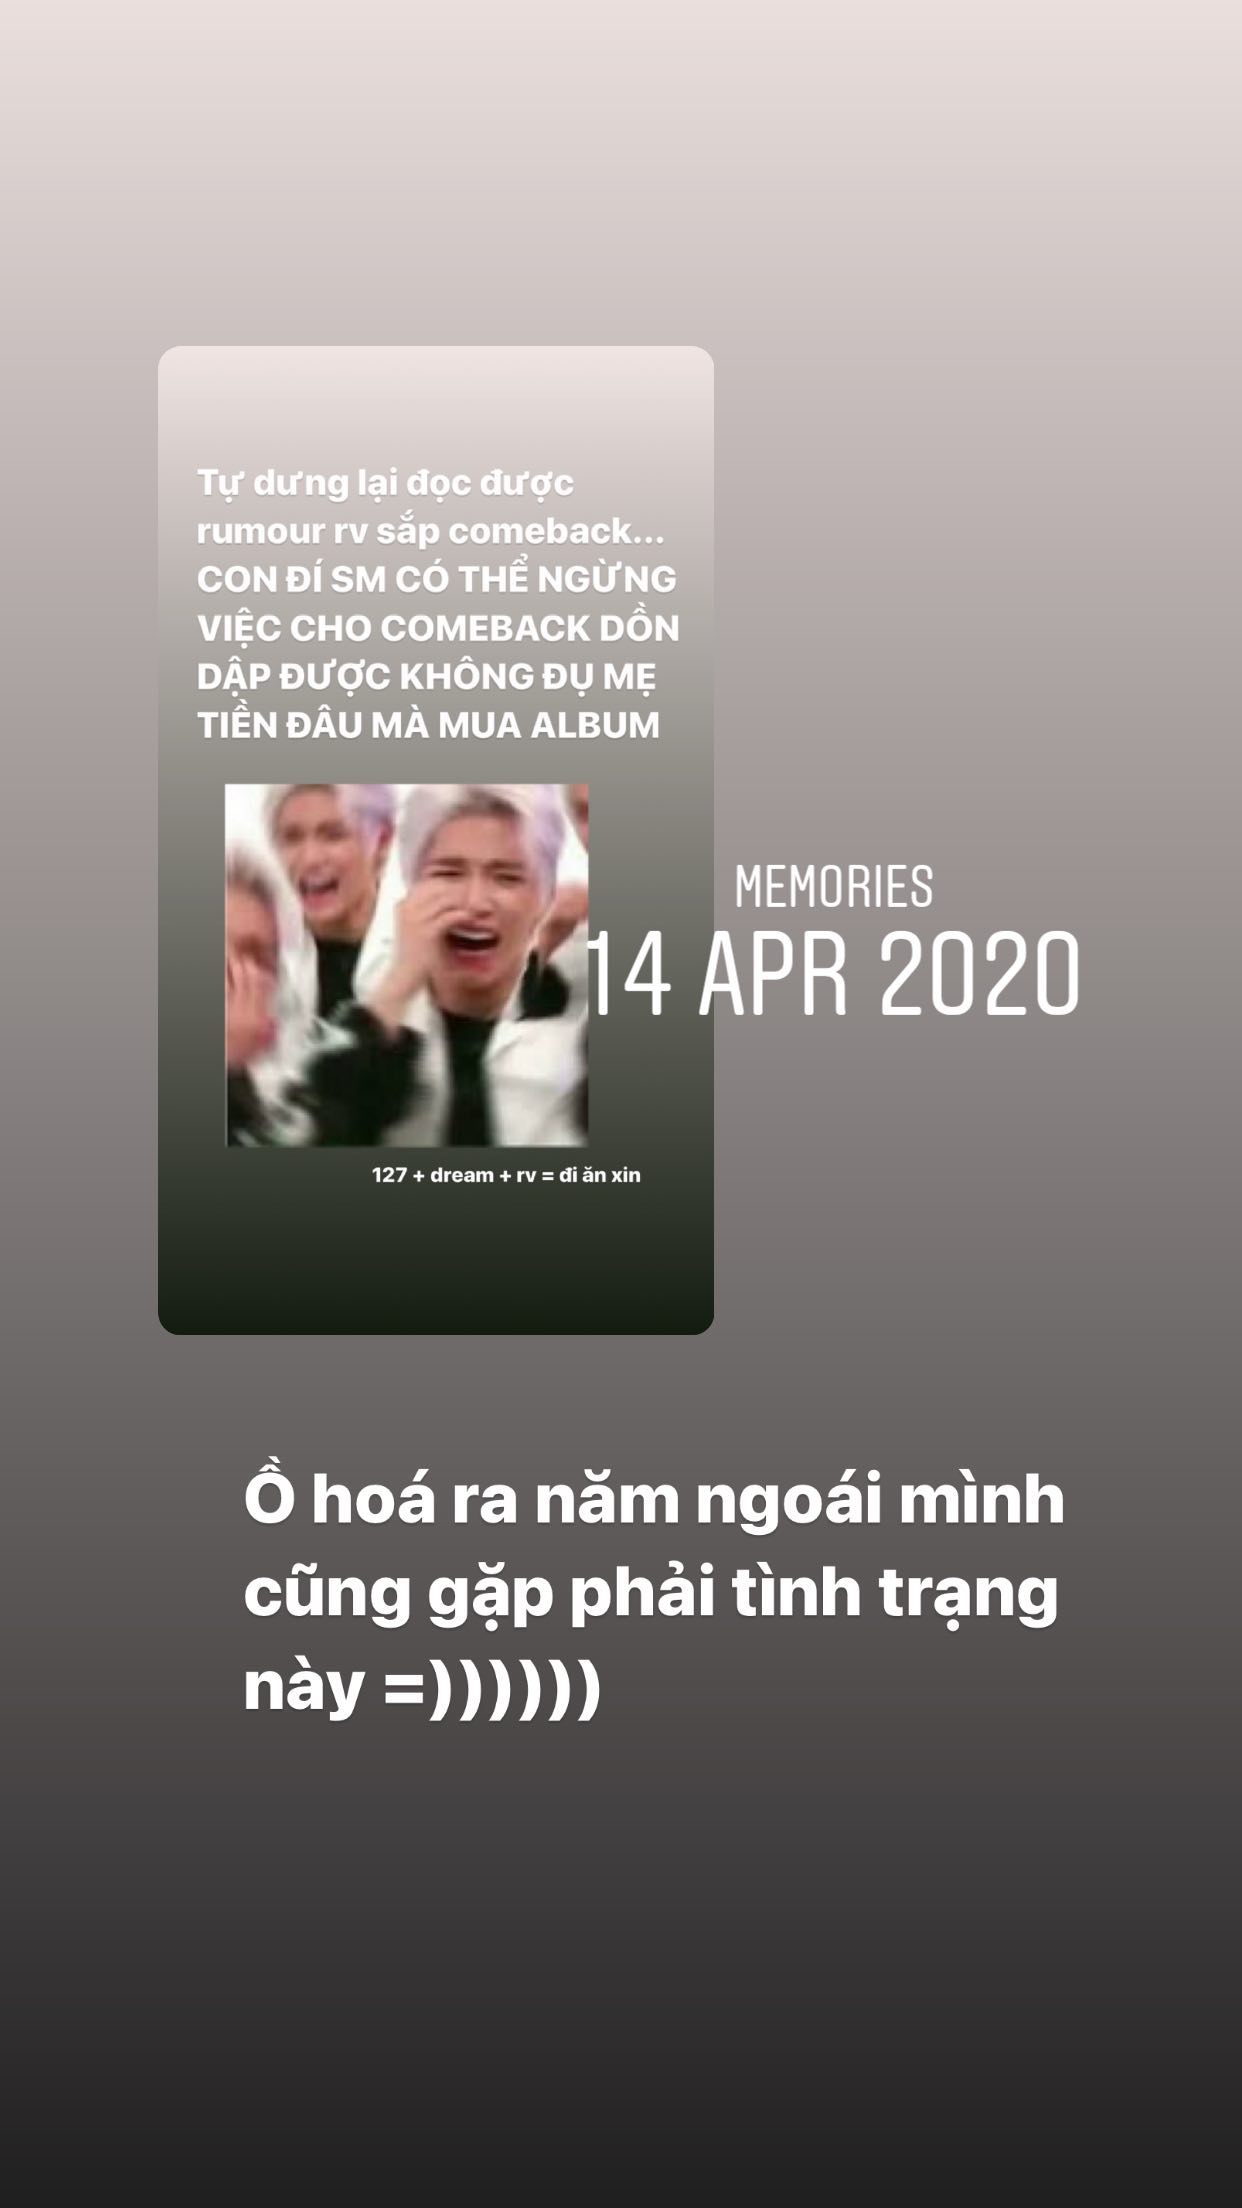 Tự dưng lại đọc được
rumour rv sắp comeback...
CON ĐÍ SM CÓ THỂ NGỪNG
VIỆC CHO COMEBACK DỒN
DẬP ĐƯỢC KHÔNG ĐỤ MẸ
TIỀN ĐÂU MÀ MUA ALBUM
MEMORIES
14 APR 2020
127 + dream + rv = đi ăn xin
Ồ hoá ra năm ngoái mình
cũng gặp phải tình trạng
này =))))))